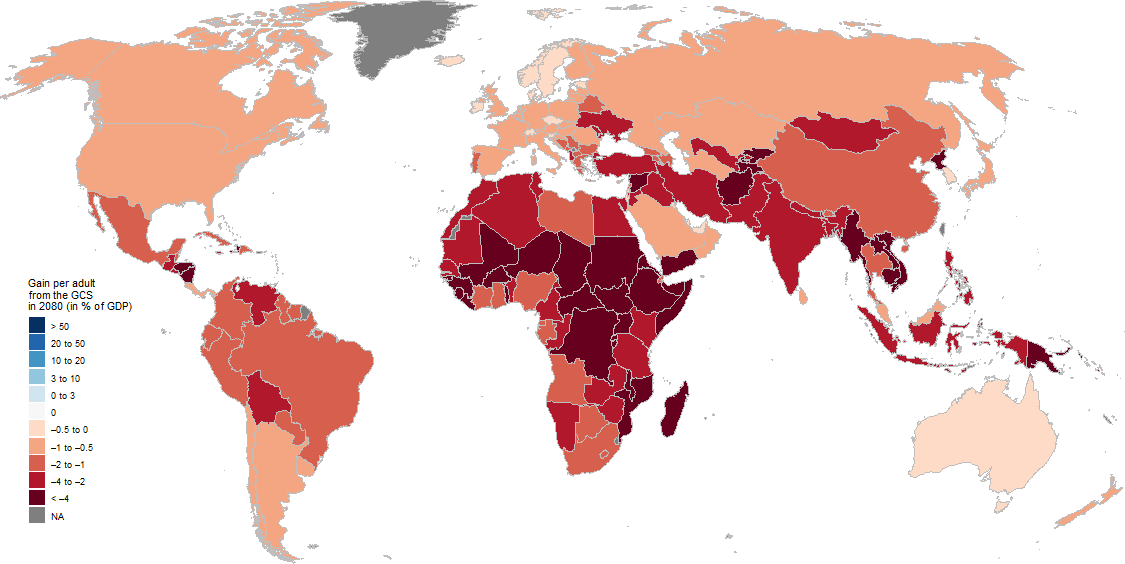 Gain per adult
from the GCS
in 2080 (in % of GDP)
> 50
20 to 50
10 to 20
3 to 10
0 to 3
0
–0.5 to 0
–1 to –0.5
–2 to –1
–4 to –2
< –4
NA